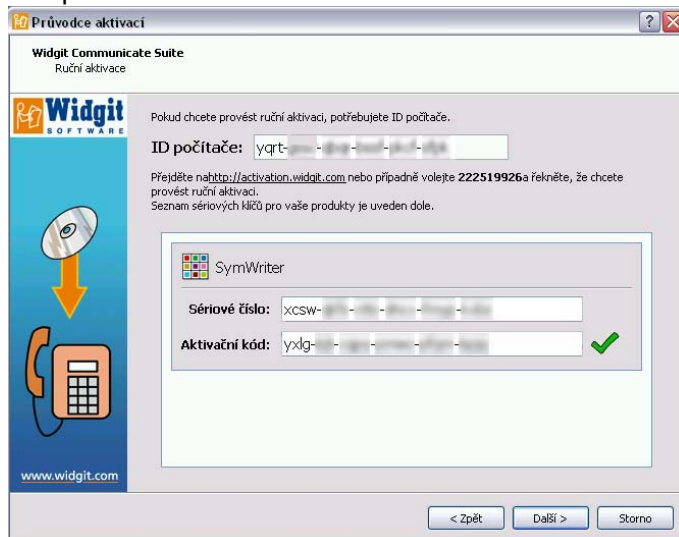 Průvodce aktivací
Widgit Communicate Suite
Ruční aktivace
Widgit
SOFTWARE
Pokud chcete provést ruční aktivaci, potřebujete ID počítače.
ID počítače: yqrt-
Přejděte nahttp://activation.widgit.com nebo případně volejte 222519926a řekněte, že chcete
provést ruční aktivaci.
Seznam sériových klíčů pro vaše produkty je uveden dole.
SymWriter
Sériové číslo: xcsw-
Aktivační kód: yxlg-
www.widgit.com
< Zpět Další > Storno